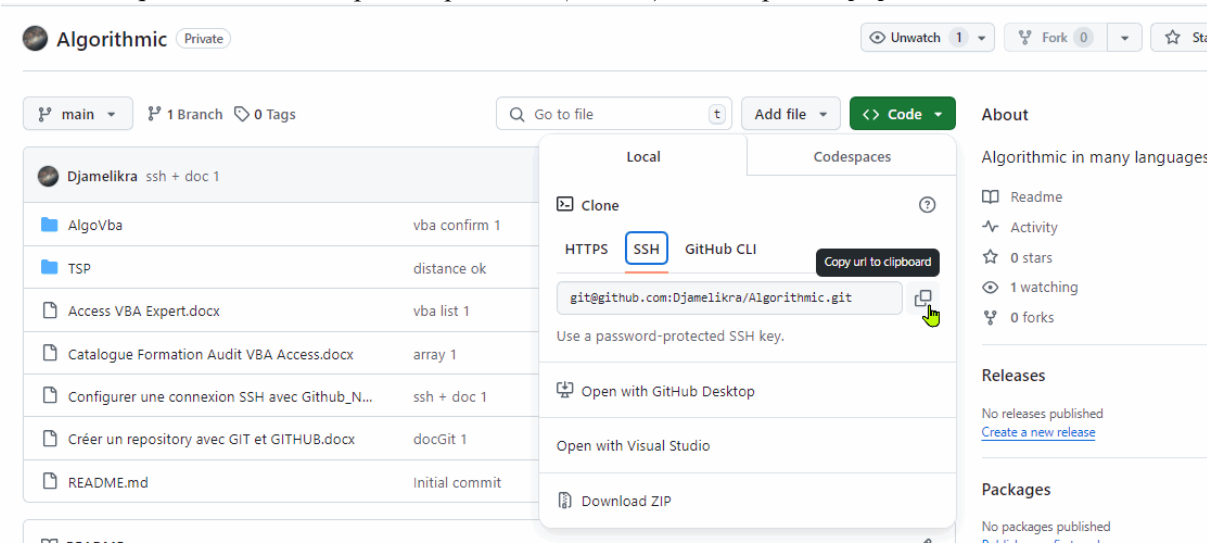 Algorithmic Private
Unwatch 1
Fork 0
main 1 Branch 0 Tags
Go to file t
Add file
<> Code
About
Algorithmic in many languages
Djamelikra ssh + doc 1
AlgoVba vba confirm 1
TSP distance ok
Access VBA Expert.docx vba list 1
Catalogue Formation Audit VBA Access.docx array 1
Configurer une connexion SSH avec Github_N... ssh + doc 1
Créer un repository avec GIT et GITHUB.docx docGit 1
README.md Initial commit
Local Codespaces
Clone
HTTPS SSH GitHub CLI
Copy url to clipboard
git@github.com:Djamelikra/Algorithmic.git
Use a password-protected SSH key.
Open with GitHub Desktop
Open with Visual Studio
Download ZIP
Readme
Activity
0 stars
1 watching
0 forks
Releases
No releases published
Create a new release
Packages
No packages published